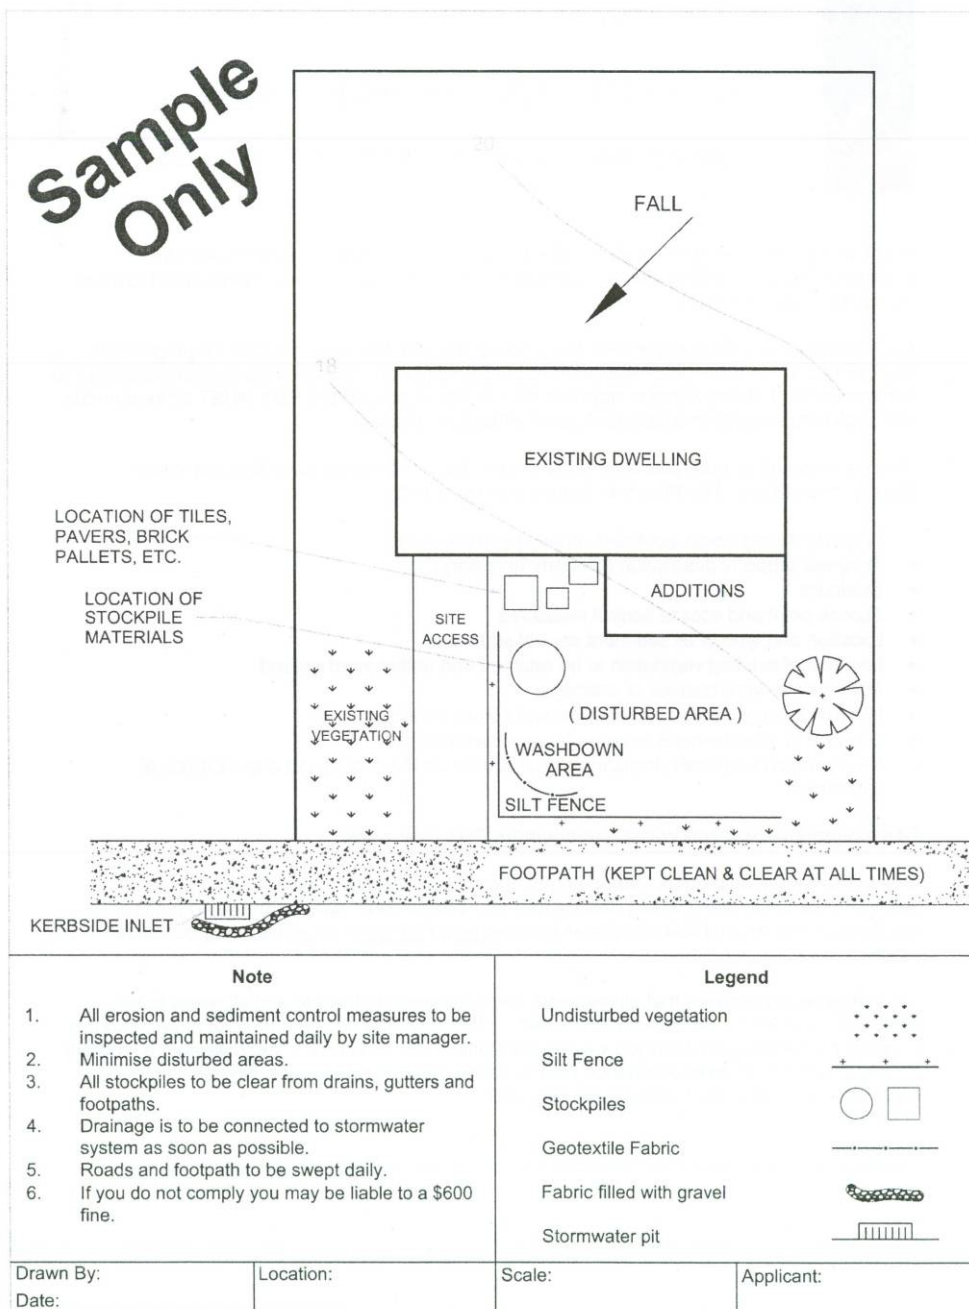 Sample
Only
20
FALL
18
EXISTING DWELLING
LOCATION OF TILES,
PAVERS, BRICK
PALLETS, ETC.
ADDITIONS
LOCATION OF
STOCKPILE
MATERIALS
SITE
ACCESS
EXISTING
VEGETATION
( DISTURBED AREA )
WASHDOWN
AREA
SILT FENCE
FOOTPATH (KEPT CLEAN & CLEAR AT ALL TIMES)
KERBSIDE INLET
Note
1. All erosion and sediment control measures to be
inspected and maintained daily by site manager.
2. Minimise disturbed areas.
3. All stockpiles to be clear from drains, gutters and
footpaths.
4. Drainage is to be connected to stormwater
system as soon as possible.
5. Roads and footpath to be swept daily.
6. If you do not comply you may be liable to a $600
fine.
Legend
Undisturbed vegetation
Silt Fence
Stockpiles
Geotextile Fabric
Fabric filled with gravel
Stormwater pit
Drawn By:
Date:
Location:
Scale:
Applicant: